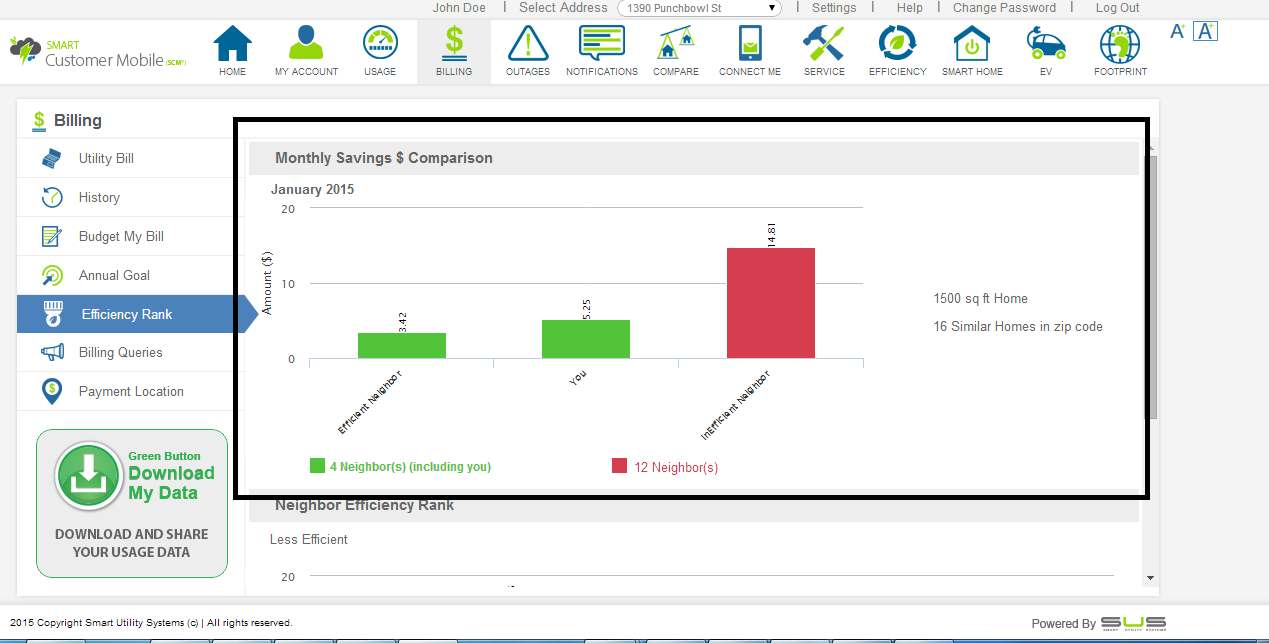 John Doe | Select Address 1390 Punchbowl St | Settings | Help | Change Password | Log Out
SMART
Customer Mobile (SCM®)
HOME MY ACCOUNT USAGE BILLING OUTAGES NOTIFICATIONS COMPARE CONNECT ME SERVICE EFFICIENCY SMART HOME EV FOOTPRINT
A+ A+
Billing
Utility Bill
History
Budget My Bill
Annual Goal
Efficiency Rank
Billing Queries
Payment Location
Green Button
Download
My Data
DOWNLOAD AND SHARE
YOUR USAGE DATA
Monthly Savings $ Comparison
January 2015
Amount ($)
20
10
0
3.42
5.25
14.81
Efficient Neighbor
You
InEfficient Neighbor
4 Neighbor(s) (including you)
12 Neighbor(s)
1500 sq ft Home
16 Similar Homes in zip code
Neighbor Efficiency Rank
Less Efficient
20
2015 Copyright Smart Utility Systems (c) | All rights reserved.
Powered By SUS
SMART UTILITY SYSTEMS